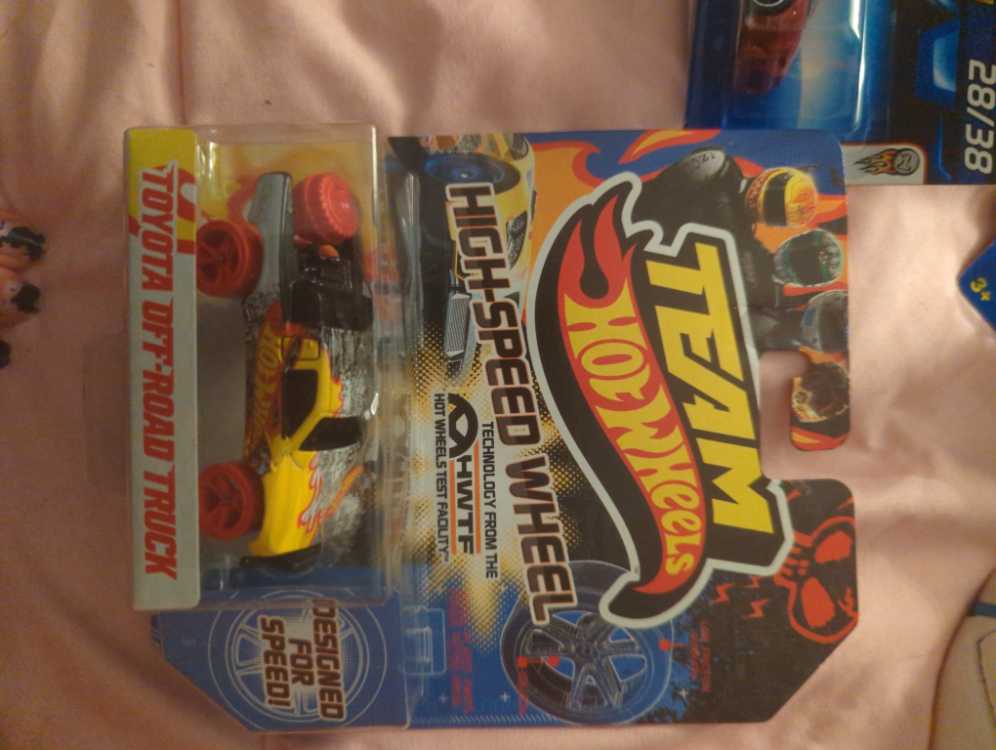 TEAM
HOT WHEELS
HIGH-SPEED WHEEL
TECHNOLOGY FROM THE
HWTF
HOT WHEELS TEST FACILITY™
TOYOTA OFF-ROAD TRUCK
DESIGNED
FOR
SPEED!
28/38
3+